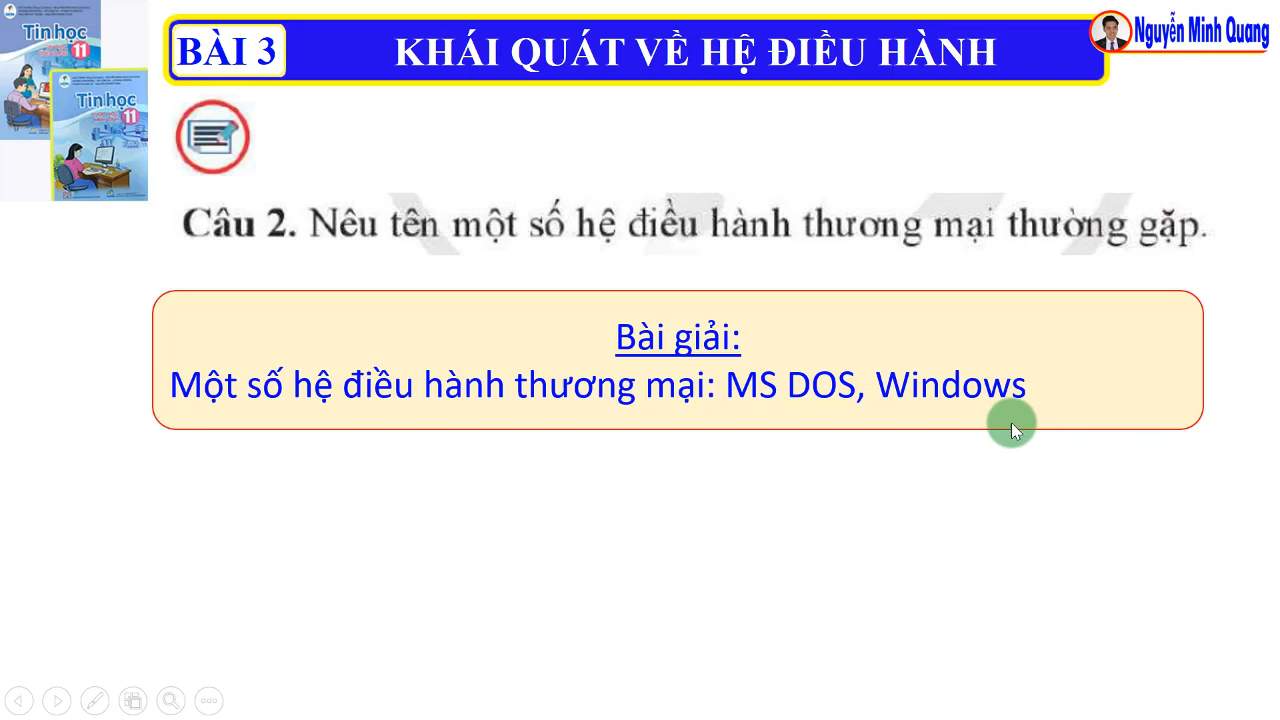 Tin học
11
Tin học
11
BÀI 3
KHÁI QUÁT VỀ HỆ ĐIỀU HÀNH
Nguyễn Minh Quang
Câu 2. Nêu tên một số hệ điều hành thương mại thường gặp.
Bài giải:
Một số hệ điều hành thương mại: MS DOS, Windows